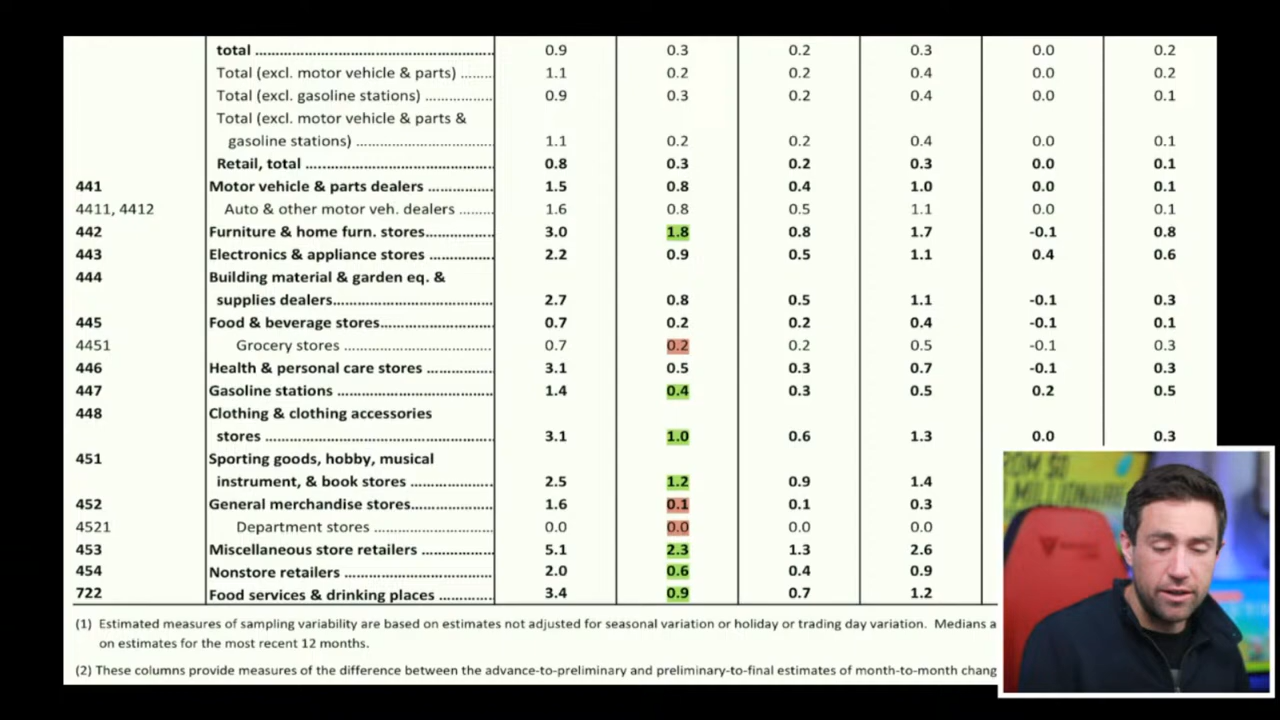 total 0.9 0.3 0.2 0.3 0.0 0.2
Total (excl. motor vehicle & parts) 1.1 0.2 0.2 0.4 0.0 0.2
Total (excl. gasoline stations) 0.9 0.3 0.2 0.4 0.0 0.1
Total (excl. motor vehicle & parts &
gasoline stations) 1.1 0.2 0.2 0.4 0.0 0.1
Retail, total 0.8 0.3 0.2 0.3 0.0 0.1
441 Motor vehicle & parts dealers 1.5 0.8 0.4 1.0 0.0 0.1
4411, 4412 Auto & other motor veh. dealers 1.6 0.8 0.5 1.1 0.0 0.1
442 Furniture & home furn. stores 3.0 1.8 0.8 1.7 -0.1 0.8
443 Electronics & appliance stores 2.2 0.9 0.5 1.1 0.4 0.6
444 Building material & garden eq. &
supplies dealers 2.7 0.8 0.5 1.1 -0.1 0.3
445 Food & beverage stores 0.7 0.2 0.2 0.4 -0.1 0.1
4451 Grocery stores 0.7 0.2 0.2 0.5 -0.1 0.3
446 Health & personal care stores 3.1 0.5 0.3 0.7 -0.1 0.3
447 Gasoline stations 1.4 0.4 0.3 0.5 0.2 0.5
448 Clothing & clothing accessories
stores 3.1 1.0 0.6 1.3 0.0 0.3
451 Sporting goods, hobby, musical
instrument, & book stores 2.5 1.2 0.9 1.4
452 General merchandise stores 1.6 0.1 0.1 0.3
4521 Department stores 0.0 0.0 0.0 0.0
453 Miscellaneous store retailers 5.1 2.3 1.3 2.6
454 Nonstore retailers 2.0 0.6 0.4 0.9
722 Food services & drinking places 3.4 0.9 0.7 1.2
(1) Estimated measures of sampling variability are based on estimates not adjusted for seasonal variation or holiday or trading day variation. Medians a
on estimates for the most recent 12 months.
(2) These columns provide measures of the difference between the advance-to-preliminary and preliminary-to-final estimates of month-to-month chang
FROM $0
MILLIONAIRE